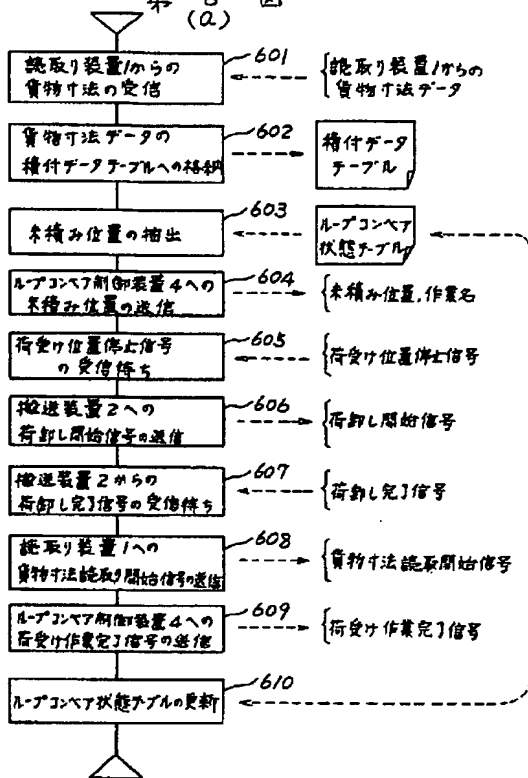 第 6 図
(a)
読取り装置1からの
貨物寸法の受信
601
読取り装置1からの
貨物寸法データ
貨物寸法データの
積付データテーブルへの格納
602
積付データ
テーブル
未積み位置の抽出
603
ループコンベア
状態テーブル
ループコンベア制御装置4への
未積み位置の送信
604
未積み位置,作業名
荷受け位置停止信号
の受信待ち
605
荷受け位置停止信号
搬送装置2への
荷卸し開始信号の送信
606
荷卸し開始信号
搬送装置2からの
荷卸し完了信号の受信待ち
607
荷卸し完了信号
読取り装置1への
貨物寸法読取り開始信号の送信
608
貨物寸法読取開始信号
ループコンベア制御装置4への
荷受け作業完了信号の送信
609
荷受け作業完了信号
ループコンベア状態テーブルの更新
610